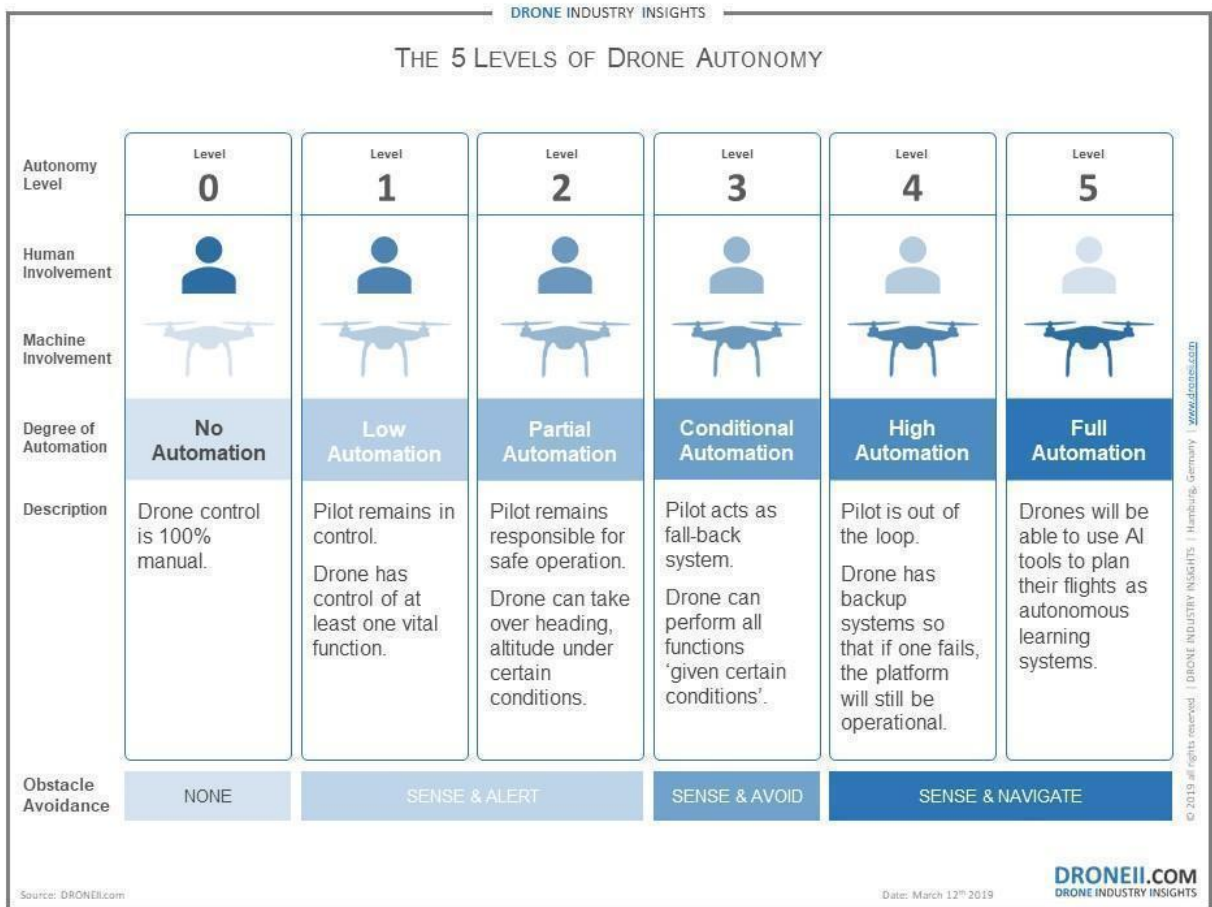 DRONE INDUSTRY INSIGHTS
THE 5 LEVELS OF DRONE AUTONOMY
Autonomy
Level
Level
0
Level
1
Level
2
Level
3
Level
4
Level
5
Human
Involvement
Machine
Involvement
Degree of
Automation
No
Automation
Low
Automation
Partial
Automation
Conditional
Automation
High
Automation
Full
Automation
Description
Drone control
is 100%
manual.
Pilot remains in
control.
Drone has
control of at
least one vital
function.
Pilot remains
responsible for
safe operation.
Drone can take
over heading,
altitude under
certain
conditions.
Pilot acts as
fall-back
system.
Drone can
perform all
functions
‘given certain
conditions’.
Pilot is out of
the loop.
Drone has
backup
systems so
that if one fails,
the platform
will still be
operational.
Drones will be
able to use AI
tools to plan
their flights as
autonomous
learning
systems.
Obstacle
Avoidance
NONE
SENSE & ALERT
SENSE & AVOID
SENSE & NAVIGATE
© 2019 all rights reserved | DRONE INDUSTRY INSIGHTS | Hamburg, Germany | www.droneii.com
Source: DRONEII.com
Date: March 12th 2019
DRONEII.COM
DRONE INDUSTRY INSIGHTS